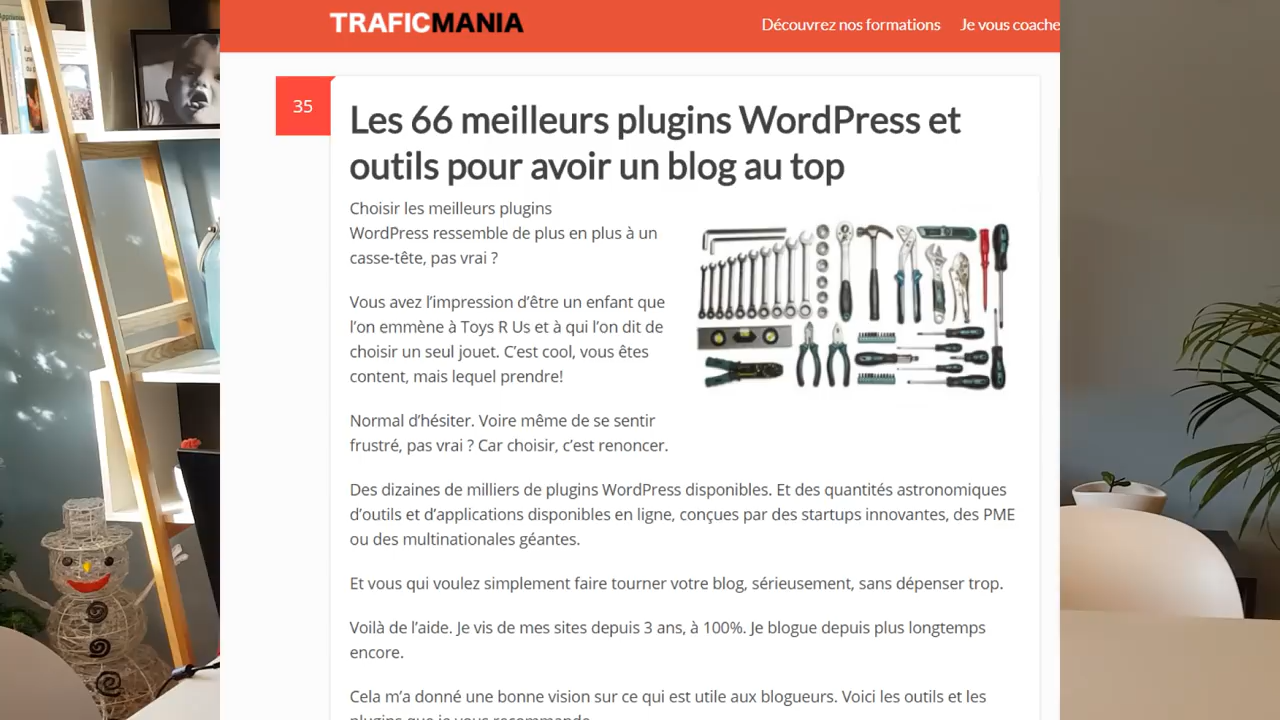 TRAFICMANIA
Découvrez nos formations
Je vous coache
35
Les 66 meilleurs plugins WordPress et
outils pour avoir un blog au top
Choisir les meilleurs plugins
WordPress ressemble de plus en plus à un
casse-tête, pas vrai ?
Vous avez l’impression d’être un enfant que
l’on emmène à Toys R Us et à qui l’on dit de
choisir un seul jouet. C’est cool, vous êtes
content, mais lequel prendre!
Normal d’hésiter. Voire même de se sentir
frustré, pas vrai ? Car choisir, c’est renoncer.
Des dizaines de milliers de plugins WordPress disponibles. Et des quantités astronomiques
d’outils et d’applications disponibles en ligne, conçues par des startups innovantes, des PME
ou des multinationales géantes.
Et vous qui voulez simplement faire tourner votre blog, sérieusement, sans dépenser trop.
Voilà de l’aide. Je vis de mes sites depuis 3 ans, à 100%. Je blogue depuis plus longtemps
encore.
Cela m’a donné une bonne vision sur ce qui est utile aux blogueurs. Voici les outils et les
plugins que je vous recommande.